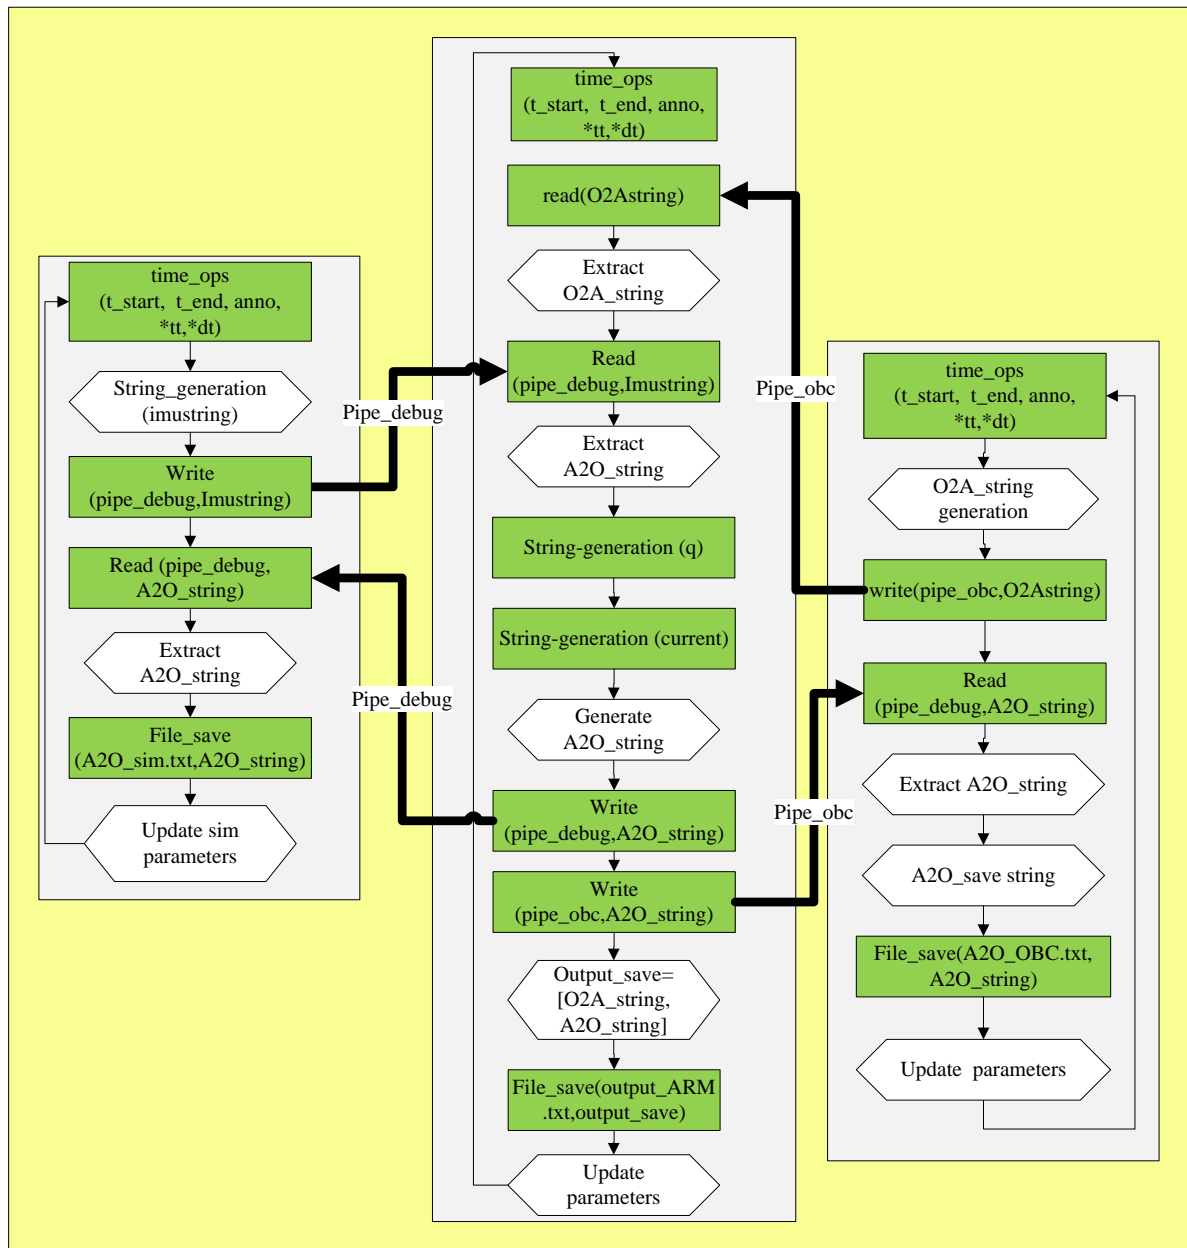 time_ops
(t_start,  t_end, anno,
*tt,*dt)
String_generation
(imustring)
Write
(pipe_debug,Imustring)
Read (pipe_debug,
A2O_string)
Extract
A2O_string
File_save
(A2O_sim.txt,A2O_string)
Update sim
parameters
Pipe_debug
Pipe_debug
time_ops
(t_start,  t_end, anno,
*tt,*dt)
read(O2Astring)
Extract
O2A_string
Read
(pipe_debug,Imustring)
Extract
A2O_string
String-generation (q)
String-generation (current)
Generate
A2O_string
Write
(pipe_debug,A2O_string)
Write
(pipe_obc,A2O_string)
Output_save=
[O2A_string,
A2O_string]
File_save(output_ARM
.txt,output_save)
Update
parameters
Pipe_obc
Pipe_obc
time_ops
(t_start,  t_end, anno,
*tt,*dt)
O2A_string
generation
write(pipe_obc,O2Astring)
Read
(pipe_debug,A2O_string)
Extract A2O_string
A2O_save string
File_save(A2O_OBC.txt,
A2O_string)
Update  parameters